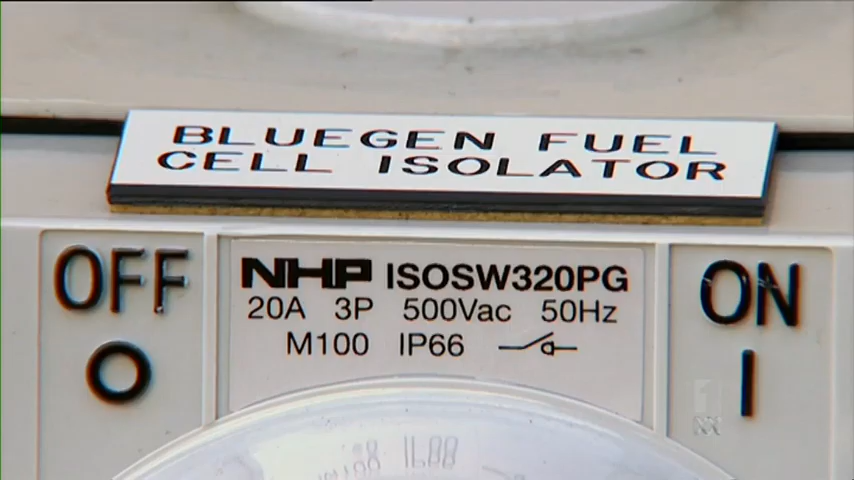 BLUEGEN FUEL
CELL ISOLATOR
OFF
O
NHP ISOSW320PG
20A 3P 500Vac 50Hz
M100 IP66
ON
I